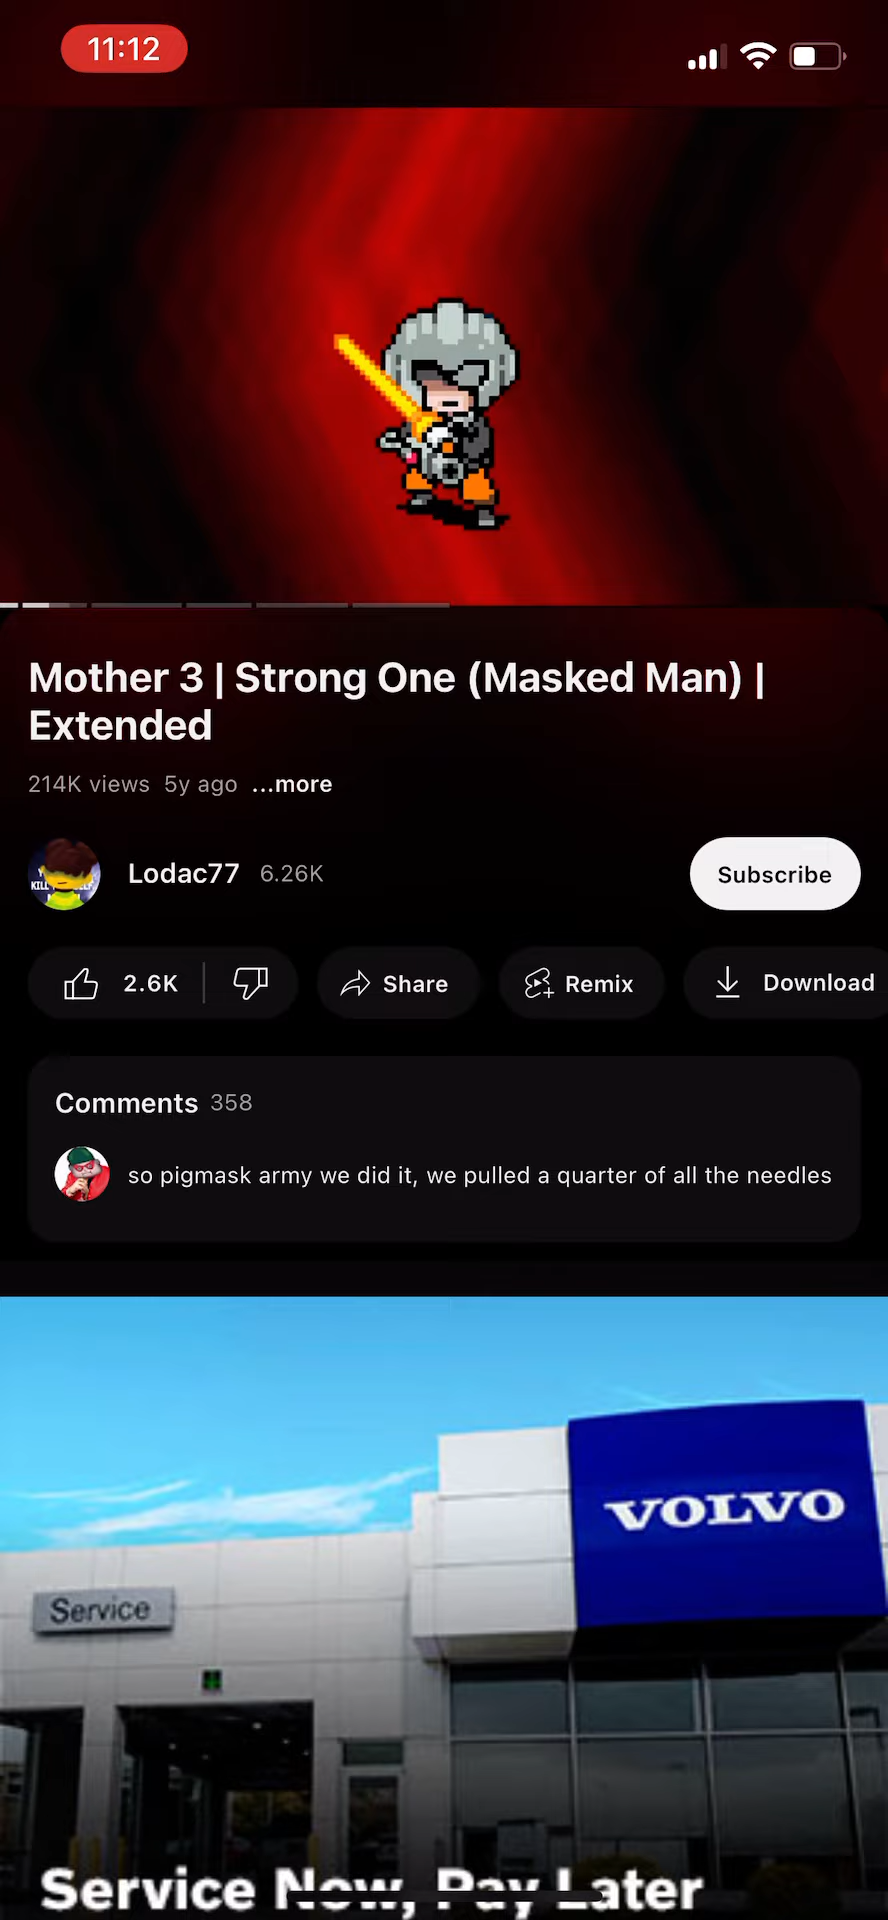 11:12
Mother 3 | Strong One (Masked Man) |
Extended
214K views 5y ago ...more
Lodac77 6.26K
Subscribe
2.6K
Share
Remix
Download
Comments 358
so pigmask army we did it, we pulled a quarter of all the needles
VOLVO
Service
Service Now, Pay Later